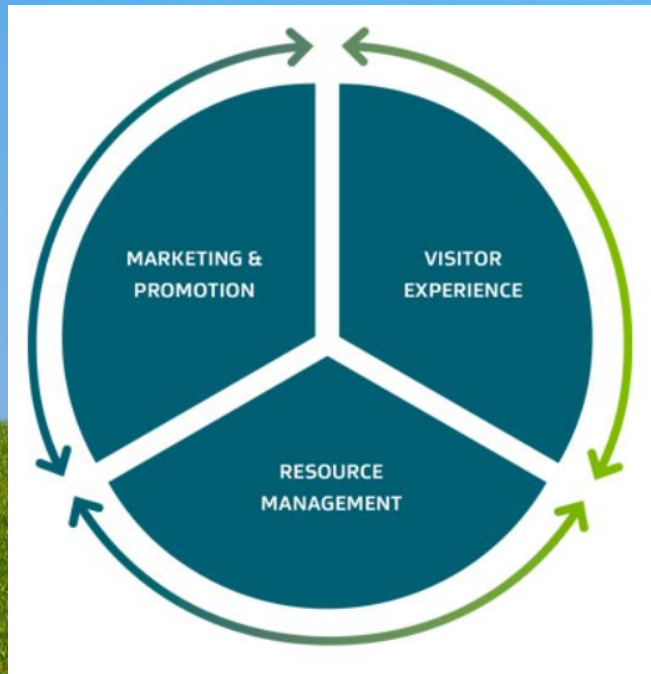 MARKETING &
PROMOTION
VISITOR
EXPERIENCE
RESOURCE
MANAGEMENT